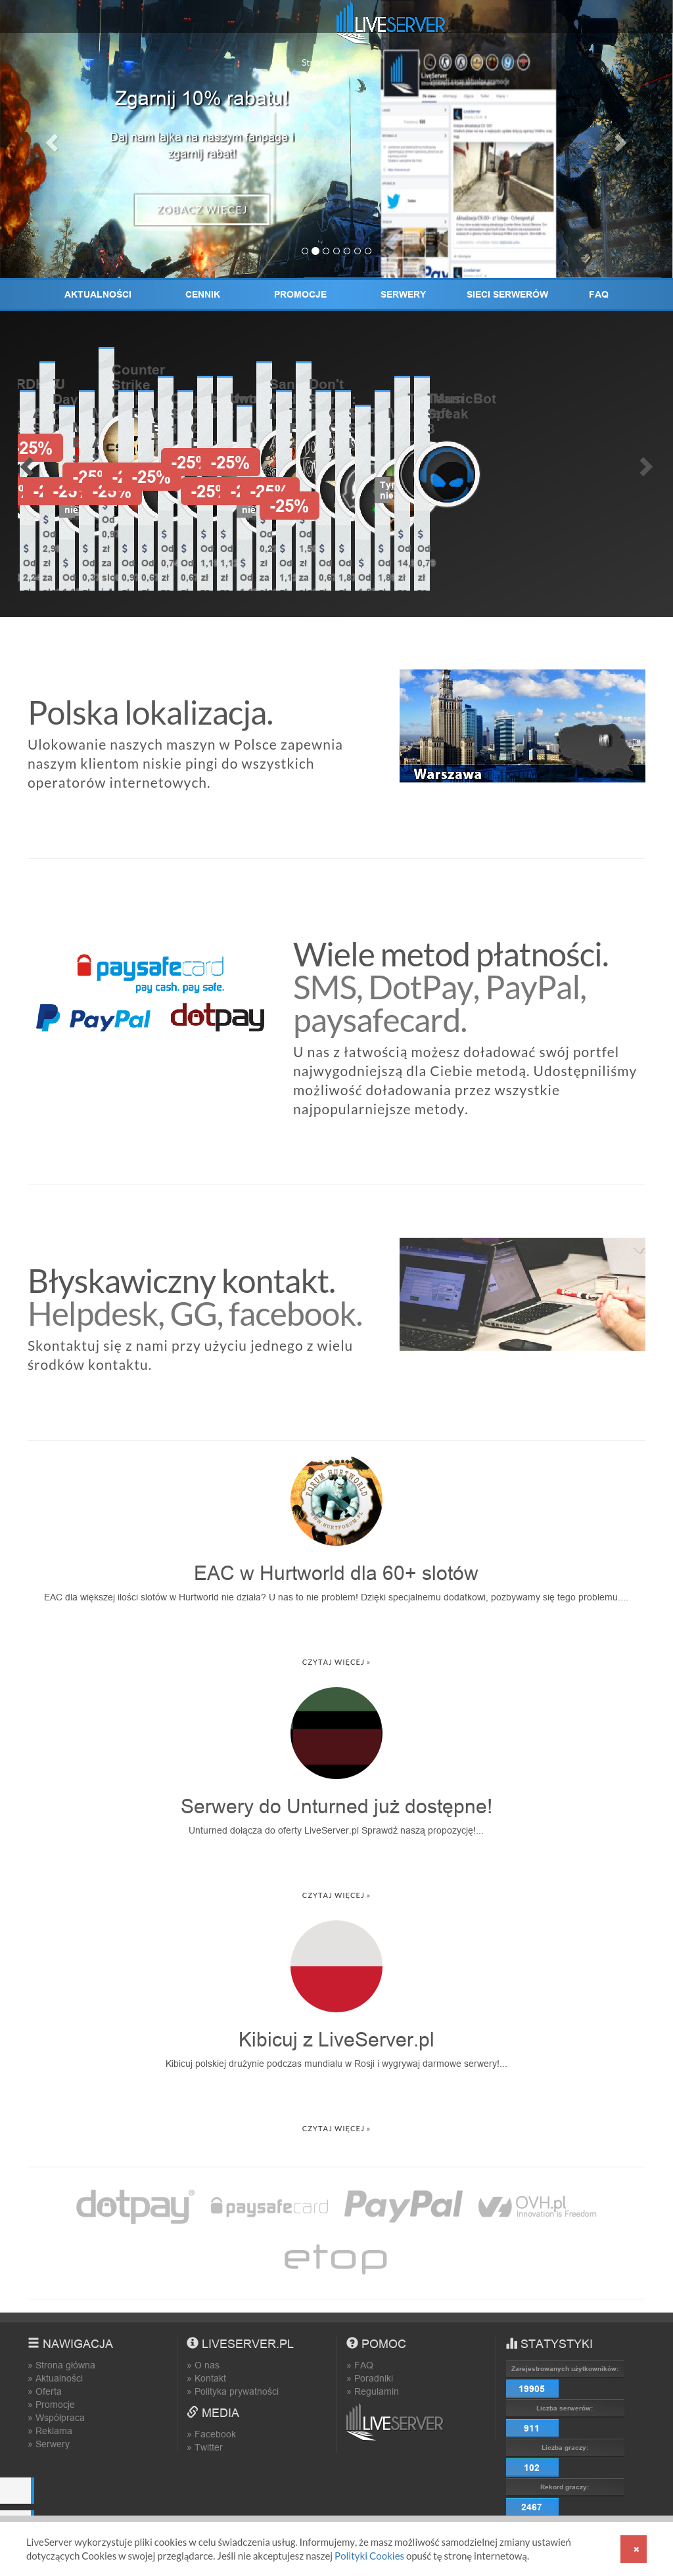 LIVESERVER
Zgarnij 10% rabatu!
Daj nam lajka na naszym fanpage i
zgarnij rabat!
ZOBACZ WIĘCEJ
AKTUALNOŚCI CENNIK PROMOCJE SERWERY SIECI SERWERÓW FAQ
Counter
Strike
-25%
-25%
-25%
-25%
-25%
Polska lokalizacja.
Ulokowanie naszych maszyn w Polsce zapewnia
naszym klientom niskie pingi do wszystkich
operatorów internetowych.
Warszawa
paysafecard
pay cash. pay safe.
PayPal dotpay
Wiele metod płatności.
SMS, DotPay, PayPal,
paysafecard.
U nas z łatwością możesz doładować swój portfel
najwygodniejszą dla Ciebie metodą. Udostępniliśmy
możliwość doładowania przez wszystkie
najpopularniejsze metody.
Błyskawiczny kontakt.
Helpdesk, GG, facebook.
Skontaktuj się z nami przy użyciu jednego z wielu
środków kontaktu.
EAC w Hurtworld dla 60+ slotów
EAC dla większej ilości slotów w Hurtworld nie działa? U nas to nie problem! Dzięki specjalnemu dodatkowi, pozbywamy się tego problemu....
CZYTAJ WIĘCEJ »
Serwery do Unturned już dostępne!
Unturned dołącza do oferty LiveServer.pl Sprawdź naszą propozycję!...
CZYTAJ WIĘCEJ »
Kibicuj z LiveServer.pl
Kibicuj polskiej drużynie podczas mundialu w Rosji i wygrywaj darmowe serwery!...
CZYTAJ WIĘCEJ »
dotpay® paysafecard PayPal OVH.pl
Innovation is Freedom
etop
NAWIGACJA
» Strona główna
» Aktualności
» Oferta
» Promocje
» Współpraca
» Reklama
» Serwery
LIVESERVER.PL
» O nas
» Kontakt
» Polityka prywatności
MEDIA
» Facebook
» Twitter
POMOC
» FAQ
» Poradniki
» Regulamin
LIVESERVER
STATYSTYKI
Zarejestrowanych użytkowników:
19905
Liczba serwerów:
911
Liczba graczy:
102
Rekord graczy:
2467
LiveServer wykorzystuje pliki cookies w celu świadczenia usług. Informujemy, że masz możliwość samodzielnej zmiany ustawień
dotyczących Cookies w swojej przeglądarce. Jeśli nie akceptujesz naszej Polityki Cookies opuść tę stronę internetową.